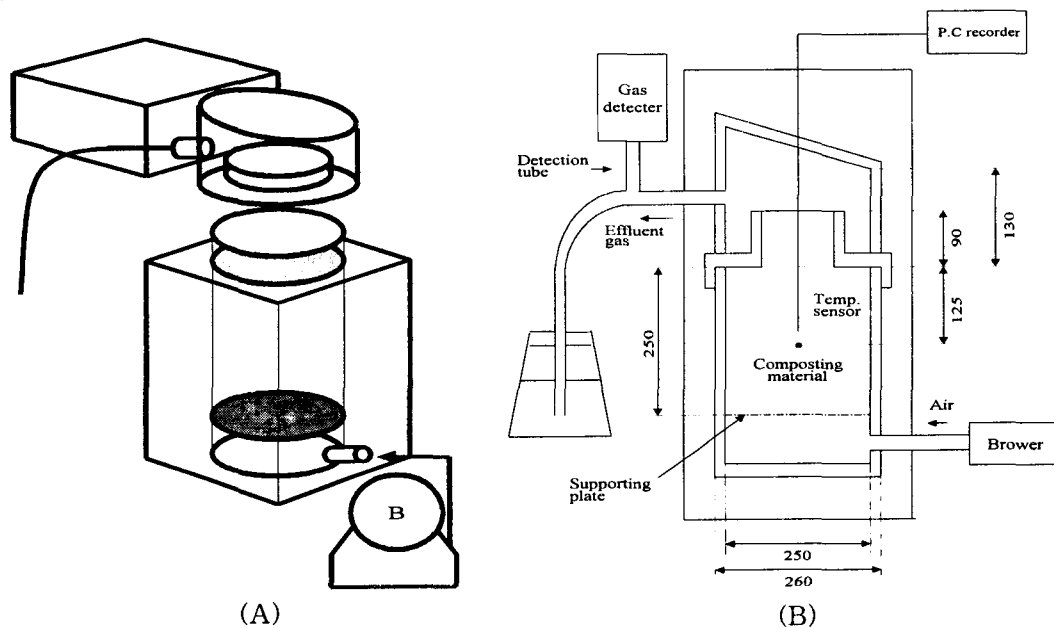 B
(A)
P.C recorder
Gas
detecter
Detection
tube
Effluent
gas
130
90
125
250
Temp.
sensor
Composting
material
Air
Brower
Supporting
plate
250
260
(B)